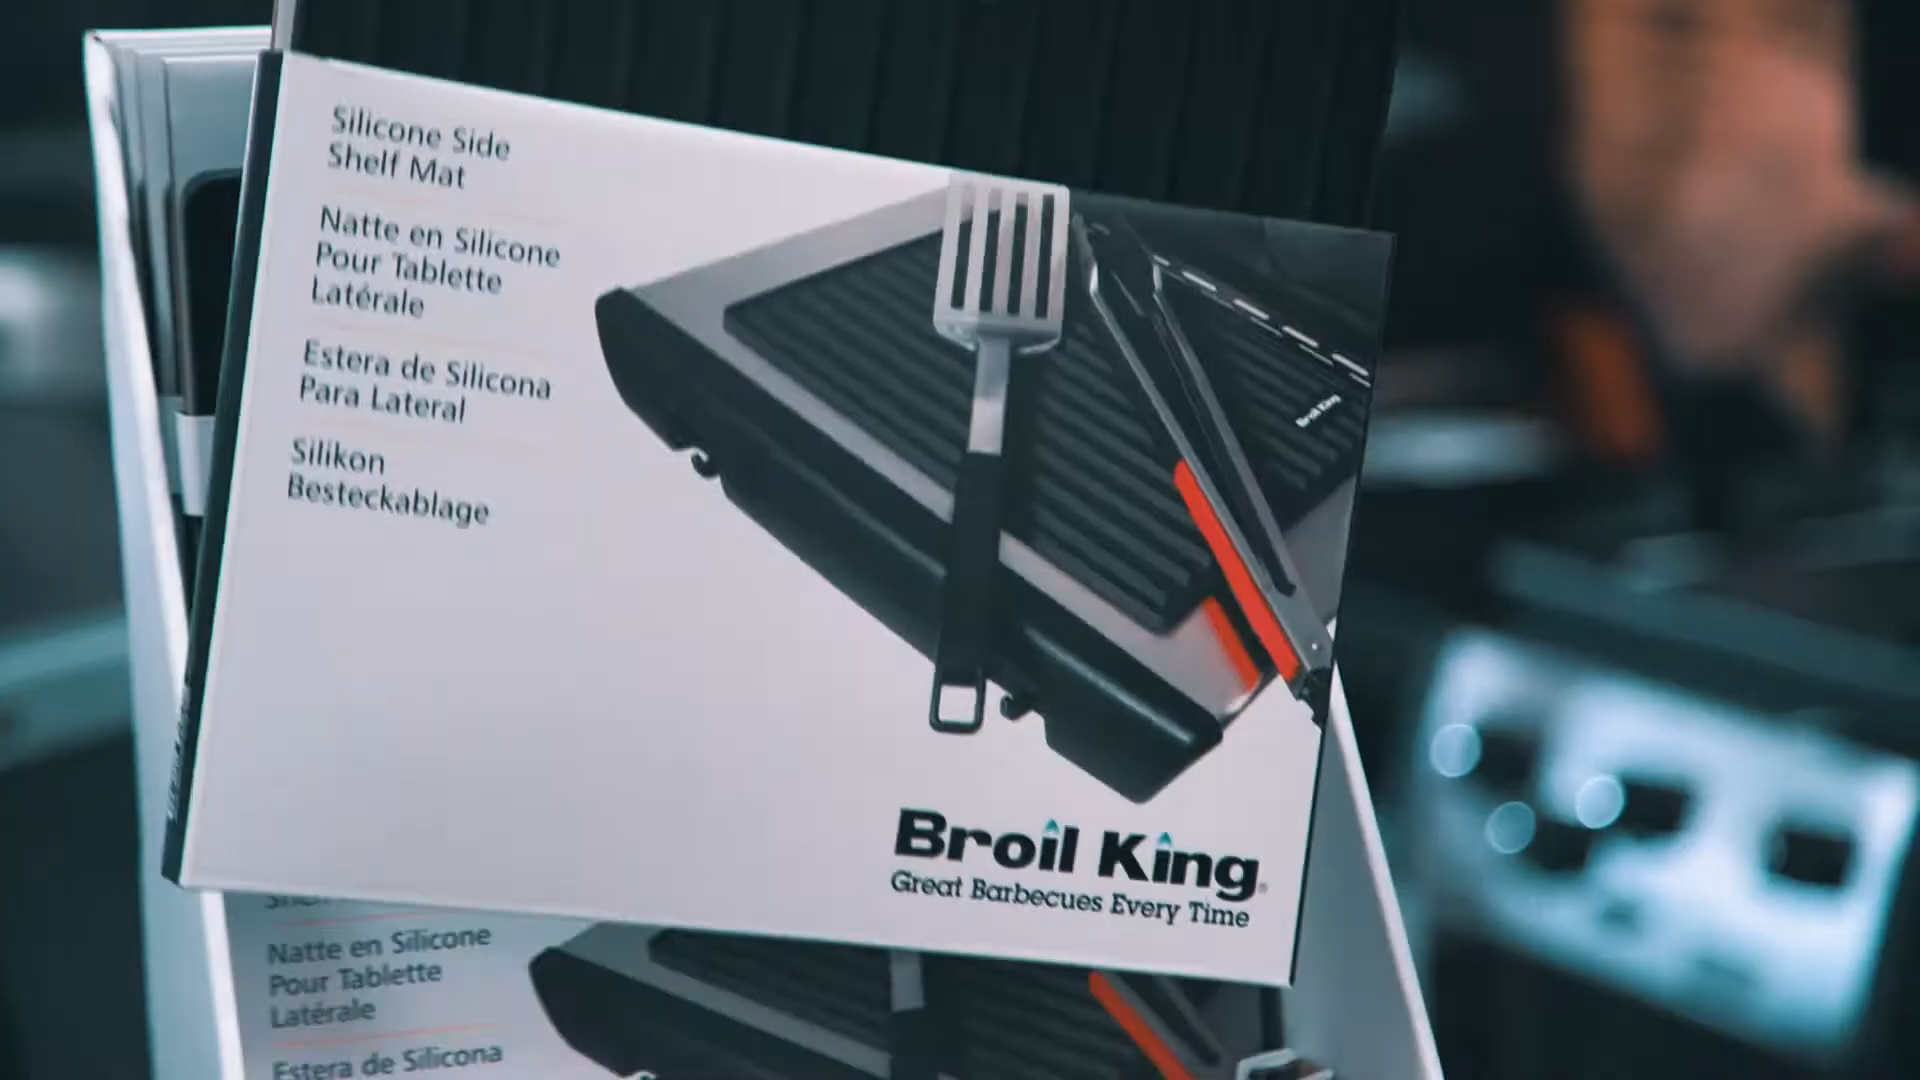 Silicone Side
Shelf Mat
Natte en Silicone
Pour Tablette
Latérale
Estera de Silicona
Para Lateral
Silikon
Besteckablage
Broil King
Broil King
Great Barbecues Every Time
Natte en Silicone
Pour Tablette
Latérale
Estera de Silicona